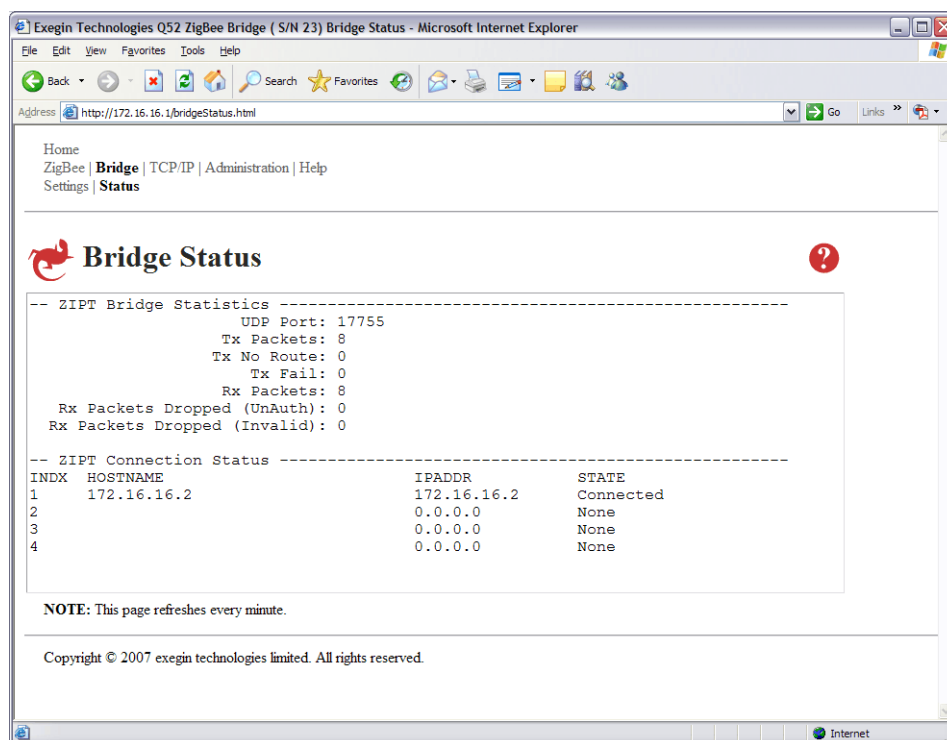 Exegin Technologies Q52 ZigBee Bridge ( S/N 23) Bridge Status - Microsoft Internet Explorer
File Edit View Favorites Tools Help
Back Search Favorites
Address http://172.16.16.1/bridgeStatus.html Go Links »
Home
ZigBee | Bridge | TCP/IP | Administration | Help
Settings | Status
Bridge Status ?
-- ZIPT Bridge Statistics -----------------------------------------------------
UDP Port: 17755
Tx Packets: 8
Tx No Route: 0
Tx Fail: 0
Rx Packets: 8
Rx Packets Dropped (UnAuth): 0
Rx Packets Dropped (Invalid): 0
-- ZIPT Connection Status -----------------------------------------------------
INDX HOSTNAME IPADDR STATE
1 172.16.16.2 172.16.16.2 Connected
2 0.0.0.0 None
3 0.0.0.0 None
4 0.0.0.0 None
NOTE: This page refreshes every minute.
Copyright © 2007 exegin technologies limited. All rights reserved.
Internet